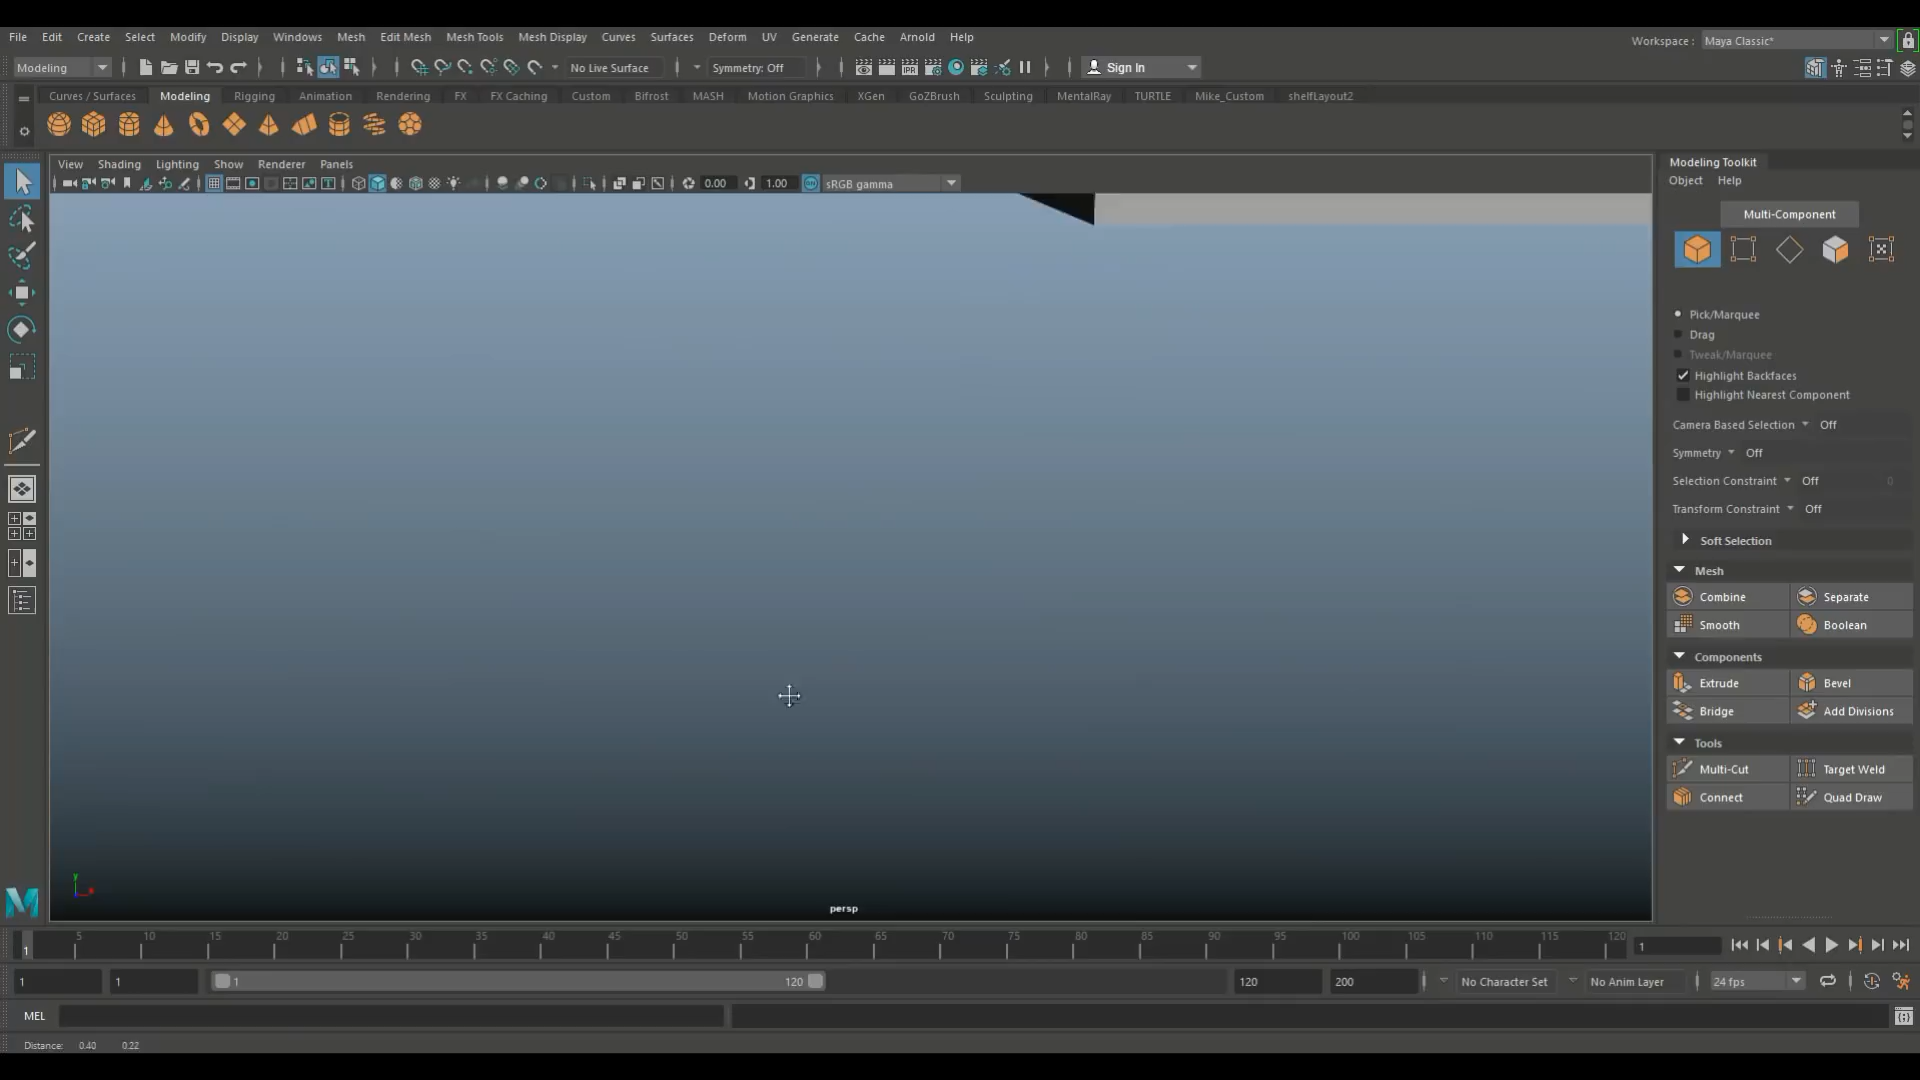 File Edit Create Select Modify Display Windows Mesh Edit Mesh Mesh Tools Mesh Display Curves Surfaces Deform UV Generate Cache Arnold Help
Workspace : Maya Classic*
Modeling No Live Surface Symmetry: Off Sign In
Curves / Surfaces Modeling Rigging Animation Rendering FX FX Caching Custom Bifrost MASH Motion Graphics XGen GoZBrush Sculpting MentalRay TURTLE Mike_Custom shelfLayout2
View Shading Lighting Show Renderer Panels
0.00 1.00 sRGB gamma
Modeling Toolkit
Object Help
Multi-Component
Pick/Marquee
Drag
Tweak/Marquee
Highlight Backfaces
Highlight Nearest Component
Camera Based Selection Off
Symmetry Off
Selection Constraint Off 0
Transform Constraint Off
Soft Selection
Mesh
Combine Separate
Smooth Boolean
Components
Extrude Bevel
Bridge Add Divisions
Tools
Multi-Cut Target Weld
Connect Quad Draw
y
persp
1 5 10 15 20 25 30 35 40 45 50 55 60 65 70 75 80 85 90 95 100 105 110 115 120 1
1 1 1 120 120 200 No Character Set No Anim Layer 24 fps
MEL
Distance: 0.40 0.22